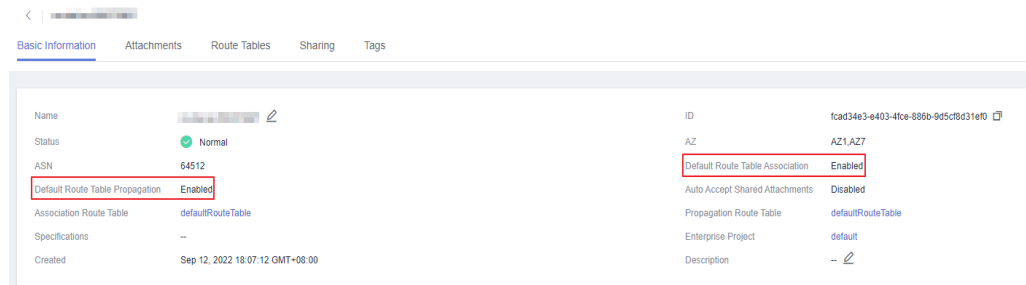 Basic Information Attachments Route Tables Sharing Tags
Name ID fcad34e3-e403-4fce-886b-9d5cf8d31ef0
Status Normal AZ AZ1,AZ7
ASN 64512 Default Route Table Association Enabled
Default Route Table Propagation Enabled Auto Accept Shared Attachments Disabled
Association Route Table defaultRouteTable Propagation Route Table defaultRouteTable
Specifications -- Enterprise Project default
Created Sep 12, 2022 18:07:12 GMT+08:00 Description --